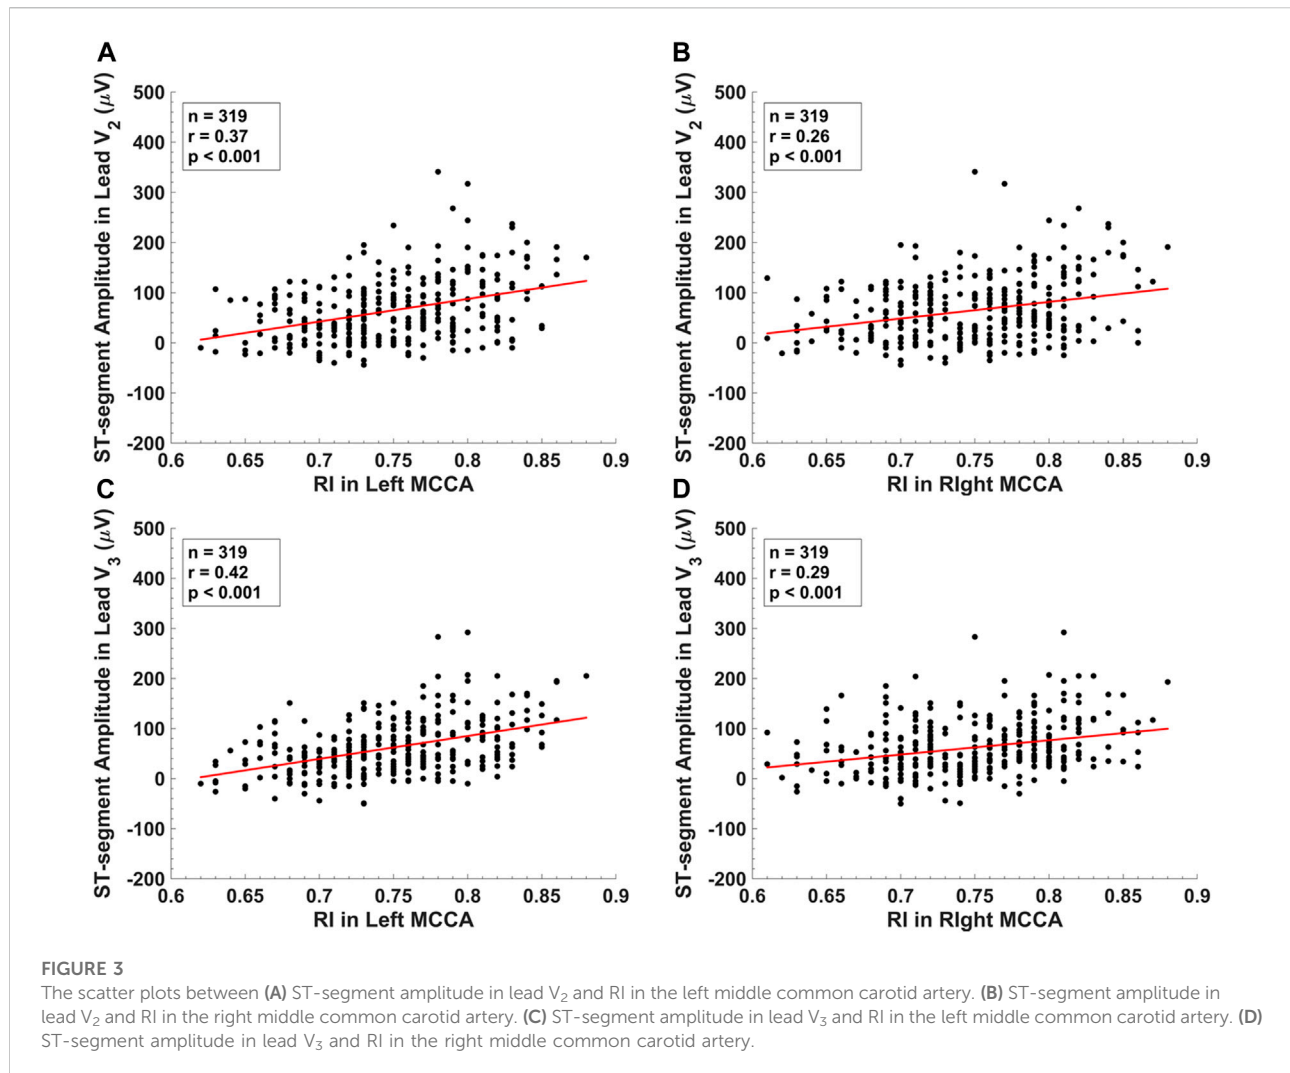 A
ST-segment Amplitude in Lead V2 (μV)
500
400
300
200
100
0
-100
-200
n = 319
r = 0.37
p < 0.001
0.6 0.65 0.7 0.75 0.8 0.85 0.9
RI in Left MCCA
B
ST-segment Amplitude in Lead V2 (μV)
500
400
300
200
100
0
-100
-200
n = 319
r = 0.26
p < 0.001
0.6 0.65 0.7 0.75 0.8 0.85 0.9
RI in RIght MCCA
C
ST-segment Amplitude in Lead V3 (μV)
500
400
300
200
100
0
-100
-200
n = 319
r = 0.42
p < 0.001
0.6 0.65 0.7 0.75 0.8 0.85 0.9
RI in Left MCCA
D
ST-segment Amplitude in Lead V3 (μV)
500
400
300
200
100
0
-100
-200
n = 319
r = 0.29
p < 0.001
0.6 0.65 0.7 0.75 0.8 0.85 0.9
RI in RIght MCCA
FIGURE 3
The scatter plots between (A) ST-segment amplitude in lead V2 and RI in the left middle common carotid artery. (B) ST-segment amplitude in
lead V2 and RI in the right middle common carotid artery. (C) ST-segment amplitude in lead V3 and RI in the left middle common carotid artery. (D)
ST-segment amplitude in lead V3 and RI in the right middle common carotid artery.